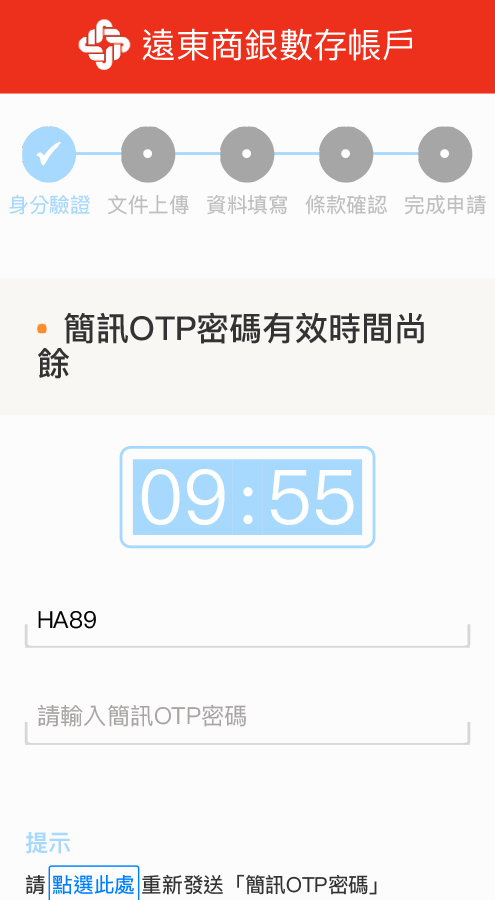 遠東商銀數存帳戶
身分驗證 文件上傳 資料填寫 條款確認 完成申請
• 簡訊OTP密碼有效時間尚
餘
09:55
HA89
請輸入簡訊OTP密碼
提示
請 點選此處 重新發送「簡訊OTP密碼」